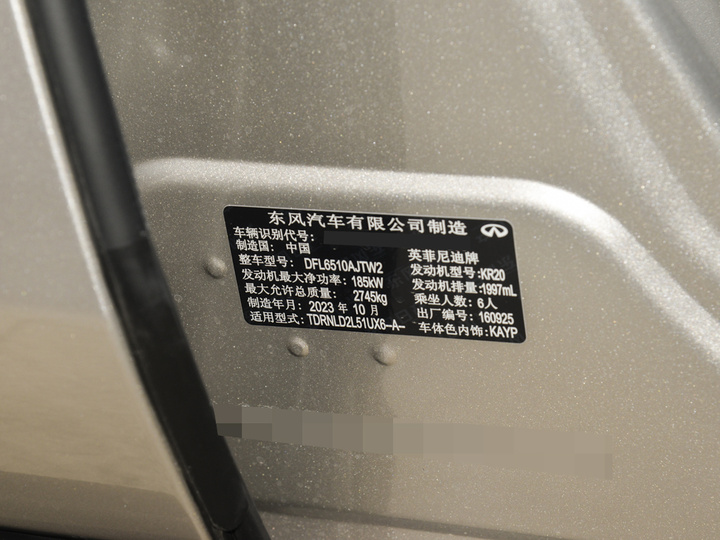 东风汽车有限公司制造
车辆识别代号:
制造国: 中国 英菲尼迪牌
整车型号: DFL6510AJTW2 发动机型号:KR20
发动机最大净功率: 185kW 发动机排量:1997mL
最大允许总质量: 2745kg 乘坐人数: 6人
制造年月: 2023 年 10 月 出厂编号: 160925
适用型式: TDRNLD2L51UX6-A-- 车体色内饰:KAYP